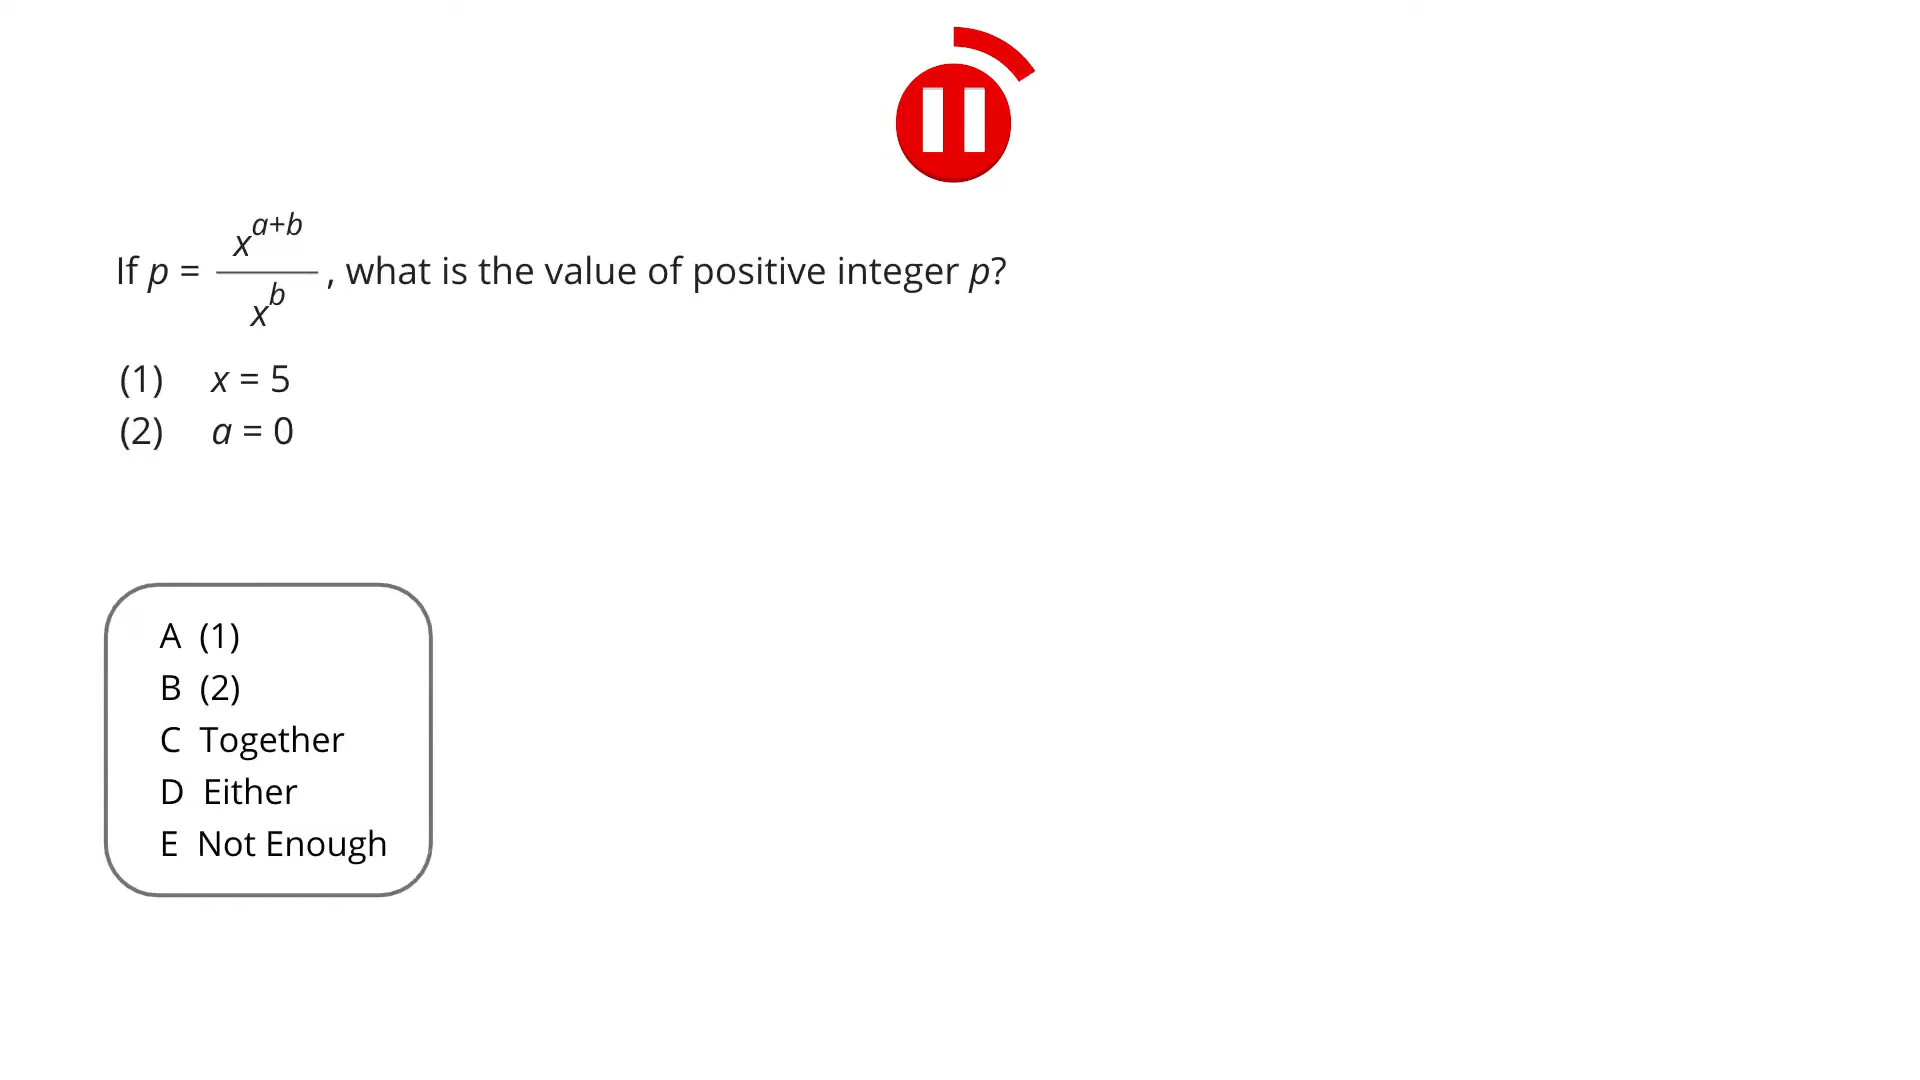 If p = x^{a+b} / x^b , what is the value of positive integer p?
(1) x = 5
(2) a = 0
A (1)
B (2)
C Together
D Either
E Not Enough